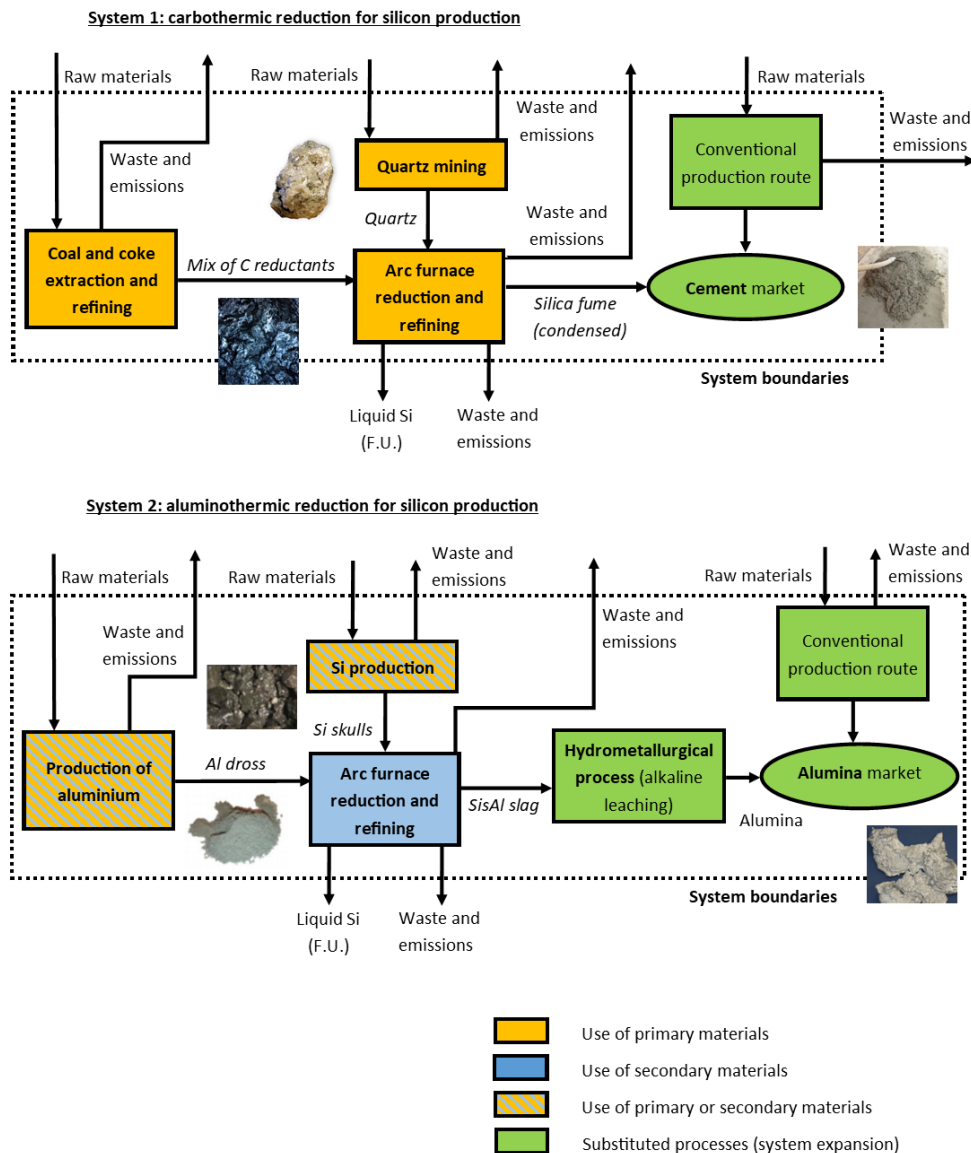 System 1: carbothermic reduction for silicon production
Raw materials
Raw materials
Raw materials
Waste and
emissions
Waste and
emissions
Waste and
emissions
Conventional
production route
Quartz mining
Quartz
Waste and
emissions
Coal and coke
extraction and
refining
Mix of C reductants
Arc furnace
reduction and
refining
Silica fume
(condensed)
Cement market
System boundaries
Liquid Si
(F.U.)
Waste and
emissions
System 2: aluminothermic reduction for silicon production
Raw materials
Raw materials
Waste and
emissions
Raw materials
Waste and
emissions
Waste and
emissions
Waste and
emissions
Conventional
production route
Si production
Si skulls
Production of
aluminium
Al dross
Arc furnace
reduction and
refining
SisAl slag
Hydrometallurgical
process (alkaline
leaching)
Alumina
Alumina market
System boundaries
Liquid Si
(F.U.)
Waste and
emissions
Use of primary materials
Use of secondary materials
Use of primary or secondary materials
Substituted processes (system expansion)